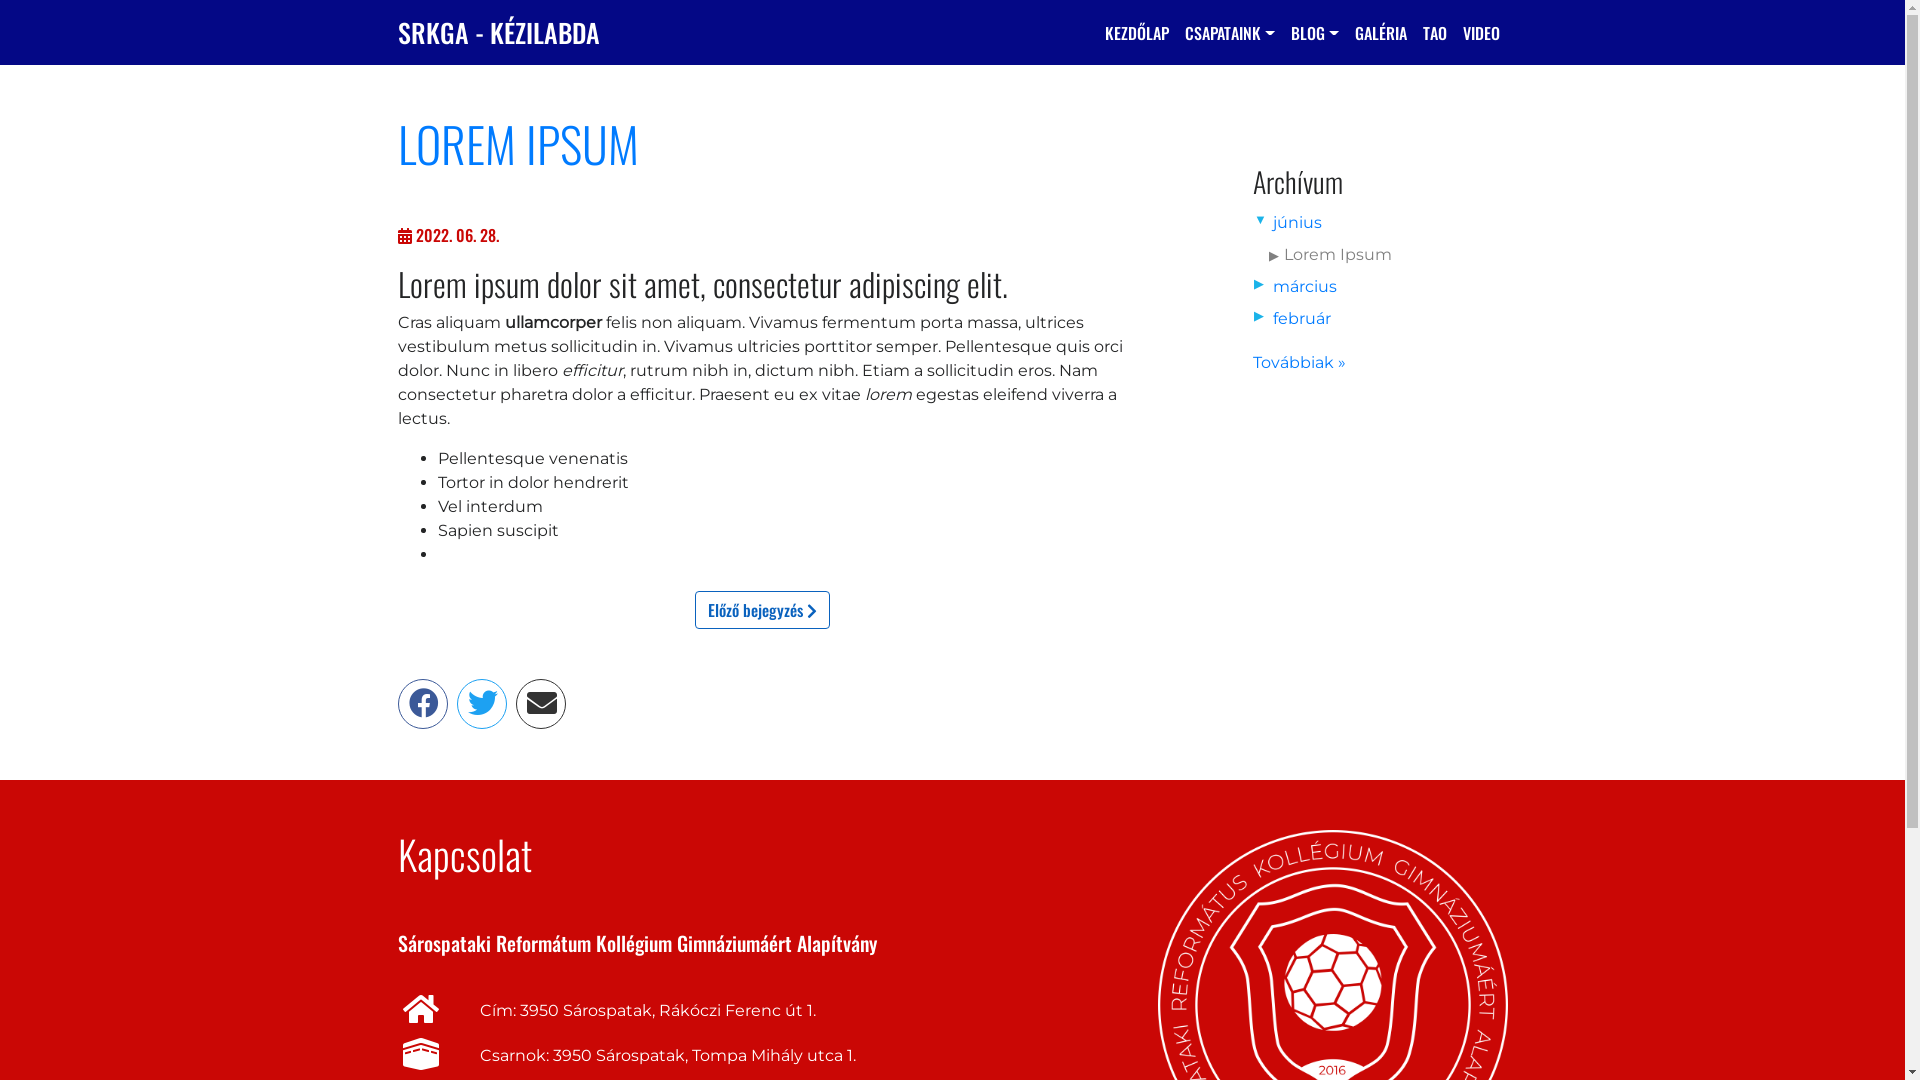 SRKGA - KÉZILABDA
KEZDŐLAP
CSAPATAINK
BLOG
GALÉRIA
TAO
VIDEO
LOREM IPSUM
2022. 06. 28.
Lorem ipsum dolor sit amet, consectetur adipiscing elit.
Cras aliquam ullamcorper felis non aliquam. Vivamus fermentum porta massa, ultrices
vestibulum metus sollicitudin in. Vivamus ultricies porttitor semper. Pellentesque quis orci
dolor. Nunc in libero efficitur, rutrum nibh in, dictum nibh. Etiam a sollicitudin eros. Nam
consectetur pharetra dolor a efficitur. Praesent eu ex vitae lorem egestas eleifend viverra a
lectus.
Pellentesque venenatis
Tortor in dolor hendrerit
Vel interdum
Sapien suscipit
Előző bejegyzés
Archívum
▼ június
► Lorem Ipsum
► március
► február
Továbbiak »
Kapcsolat
Sárospataki Reformátum Kollégium Gimnáziumáért Alapítvány
Cím: 3950 Sárospatak, Rákóczi Ferenc út 1.
Csarnok: 3950 Sárospatak, Tompa Mihály utca 1.
REFORMÁTUS KOLLÉGIUM GIMNÁZIUMÁÉRT
2016